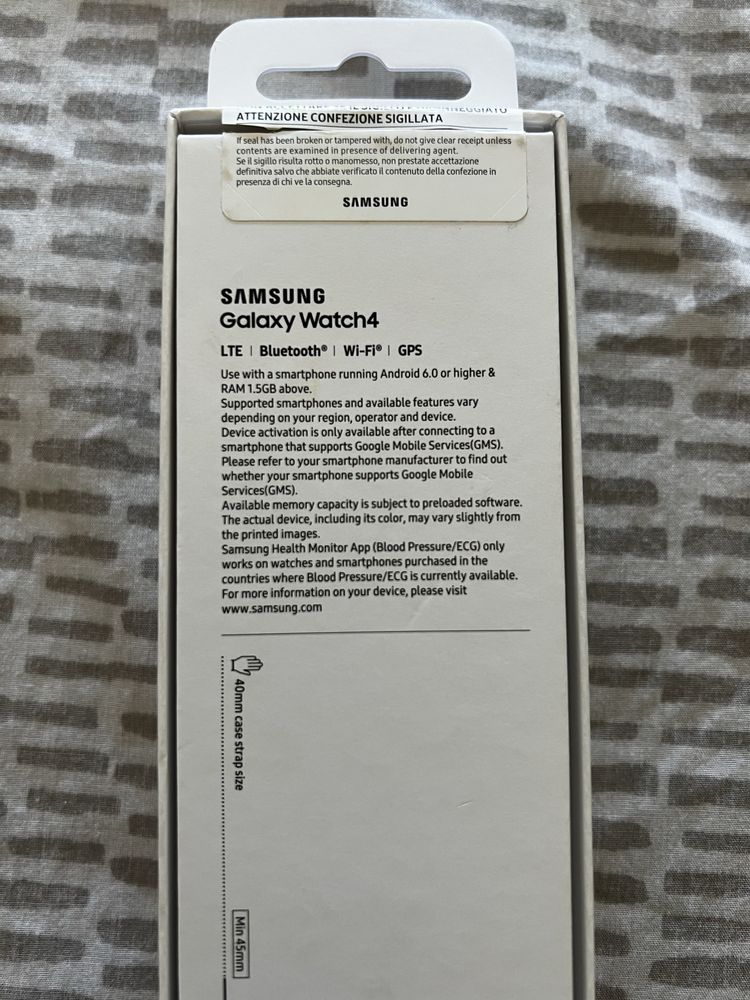 ATTENZIONE CONFEZIONE SIGILLATA
If seal has been broken or tampered with, do not give clear receipt unless
contents are examined in presence of delivering agent.
Se il sigillo risulta rotto o manomesso, non prestate accettazione
definitiva salvo che abbiate verificato il contenuto della confezione in
presenza di chi ve la consegna.
SAMSUNG
SAMSUNG
Galaxy Watch4
LTE | Bluetooth® | Wi-Fi® | GPS
Use with a smartphone running Android 6.0 or higher &
RAM 1.5GB above.
Supported smartphones and available features vary
depending on your region, operator and device.
Device activation is only available after connecting to a
smartphone that supports Google Mobile Services(GMS).
Please refer to your smartphone manufacturer to find out
whether your smartphone supports Google Mobile
Services(GMS).
Available memory capacity is subject to preloaded software.
The actual device, including its color, may vary slightly from
the printed images.
Samsung Health Monitor App (Blood Pressure/ECG) only
works on watches and smartphones purchased in the
countries where Blood Pressure/ECG is currently available.
For more information on your device, please visit
www.samsung.com
40mm case strap size
Min 45mm